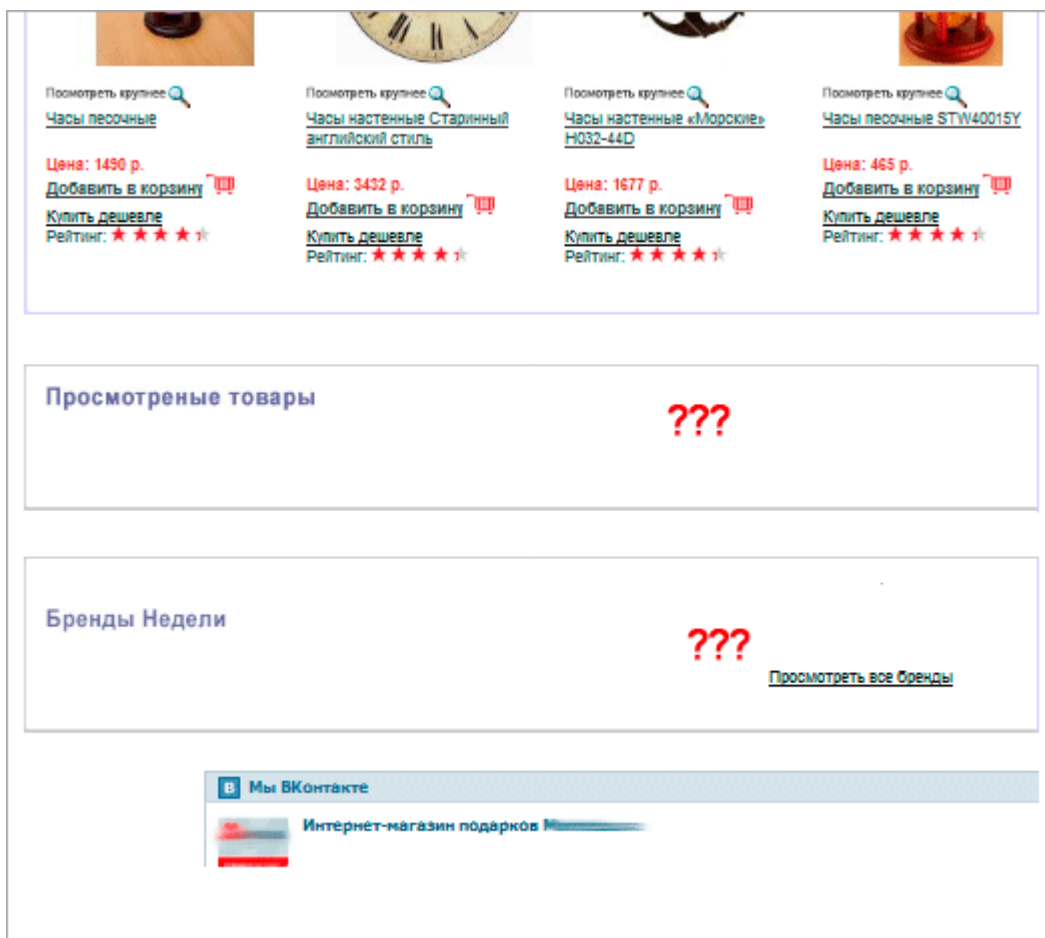 Посмотреть крупнее
Часы песочные
Цена: 1490 р.
Добавить в корзину
Купить дешевле
Рейтинг:
Посмотреть крупнее
Часы настенные Старинный
английский стиль
Цена: 3432 р.
Добавить в корзину
Купить дешевле
Рейтинг:
Посмотреть крупнее
Часы настенные «Морские»
H032-44D
Цена: 1677 р.
Добавить в корзину
Купить дешевле
Рейтинг:
Посмотреть крупнее
Часы песочные STW40015Y
Цена: 465 р.
Добавить в корзину
Купить дешевле
Рейтинг:
Просмотреные товары
???
Бренды Недели
???
Просмотреть все бренды
В Мы ВКонтакте
Интернет-магазин подарков